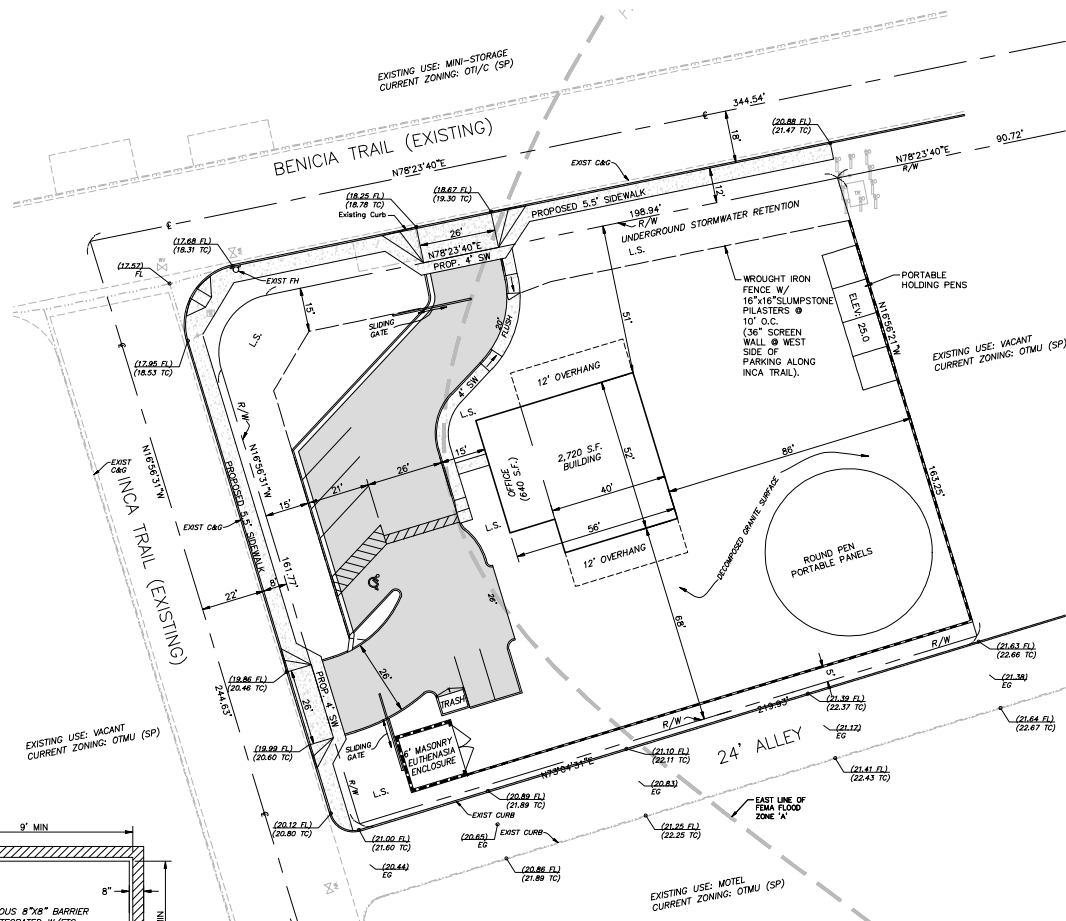 EXISTING USE: MINI-STORAGE
CURRENT ZONING: OTI/C (SP)
344.54'
℄
18'
(20.88 FL)
(21.47 TC)
90.72'
N78°23'40"E
R/W
BENICIA TRAIL (EXISTING)
N78°23'40"E
EXIST C&G
(18.25 FL)
(18.78 TC)
Existing Curb
(18.67 FL)
(19.30 TC)
PROPOSED 5.5' SIDEWALK
12'
198.94'
R/W
UNDERGROUND STORMWATER RETENTION
L.S.
26'
N78°23'40"E
PROP. 4' SW
℄
(17.68 FL)
(18.31 TC)
(17.57)
FL
WV
EXIST FH
15'
L.S.
SLIDING
GATE
20'
FLUSH
4' SW
51'
WROUGHT IRON
FENCE W/
16"x16"SLUMPSTONE
PILASTERS @
10' O.C.
(36" SCREEN
WALL @ WEST
SIDE OF
PARKING ALONG
INCA TRAIL).
PORTABLE
HOLDING PENS
ELEV: 25.0
N16°56'21"W
EXISTING USE: VACANT
CURRENT ZONING: OTMU (SP)
℄
(17.95 FL)
(18.53 TC)
R/W
N16°56'31"W
12' OVERHANG
L.S.
15'
OFFICE
(640 S.F.)
2,720 S.F.
BUILDING
52'
40'
56'
L.S.
12' OVERHANG
86'
163.25'
DECOMPOSED GRANITE SURFACE
ROUND PEN
PORTABLE PANELS
N16°56'31"W
EXIST
C&G
INCA TRAIL (EXISTING)
EXIST C&G
PROPOSED 5.5' SIDEWALK
15'
21'
26'
161.77'
22'
8'
26'
68'
(19.86 FL)
(20.46 TC)
26'
PROP. 4' SW
26'
TRASH
R/W
5'
(21.63 FL)
(22.66 TC)
(21.38)
EG
244.63'
EXISTING USE: VACANT
CURRENT ZONING: OTMU (SP)
(19.99 FL)
(20.60 TC)
SLIDING
GATE
6' MASONRY
EUTHENASIA
ENCLOSURE
R/W
L.S.
N73°04'31"E
R/W
219.93'
(21.39 FL)
(22.37 TC)
(21.17)
EG
(21.64 FL)
(22.67 TC)
24' ALLEY
(21.10 FL)
(22.11 TC)
(20.83)
EG
(21.41 FL)
(22.43 TC)
EAST LINE OF
FEMA FLOOD
ZONE 'A'
(20.89 FL)
(21.89 TC)
EXIST CURB
℄
(20.12 FL)
(20.80 TC)
(21.00 FL)
(21.60 TC)
(20.65)
EG
EXIST CURB
(21.25 FL)
(22.25 TC)
(20.44)
EG
(20.86 FL)
(21.89 TC)
EXISTING USE: MOTEL
CURRENT ZONING: OTMU (SP)
9' MIN
8"
OUS 8"X8" BARRIER